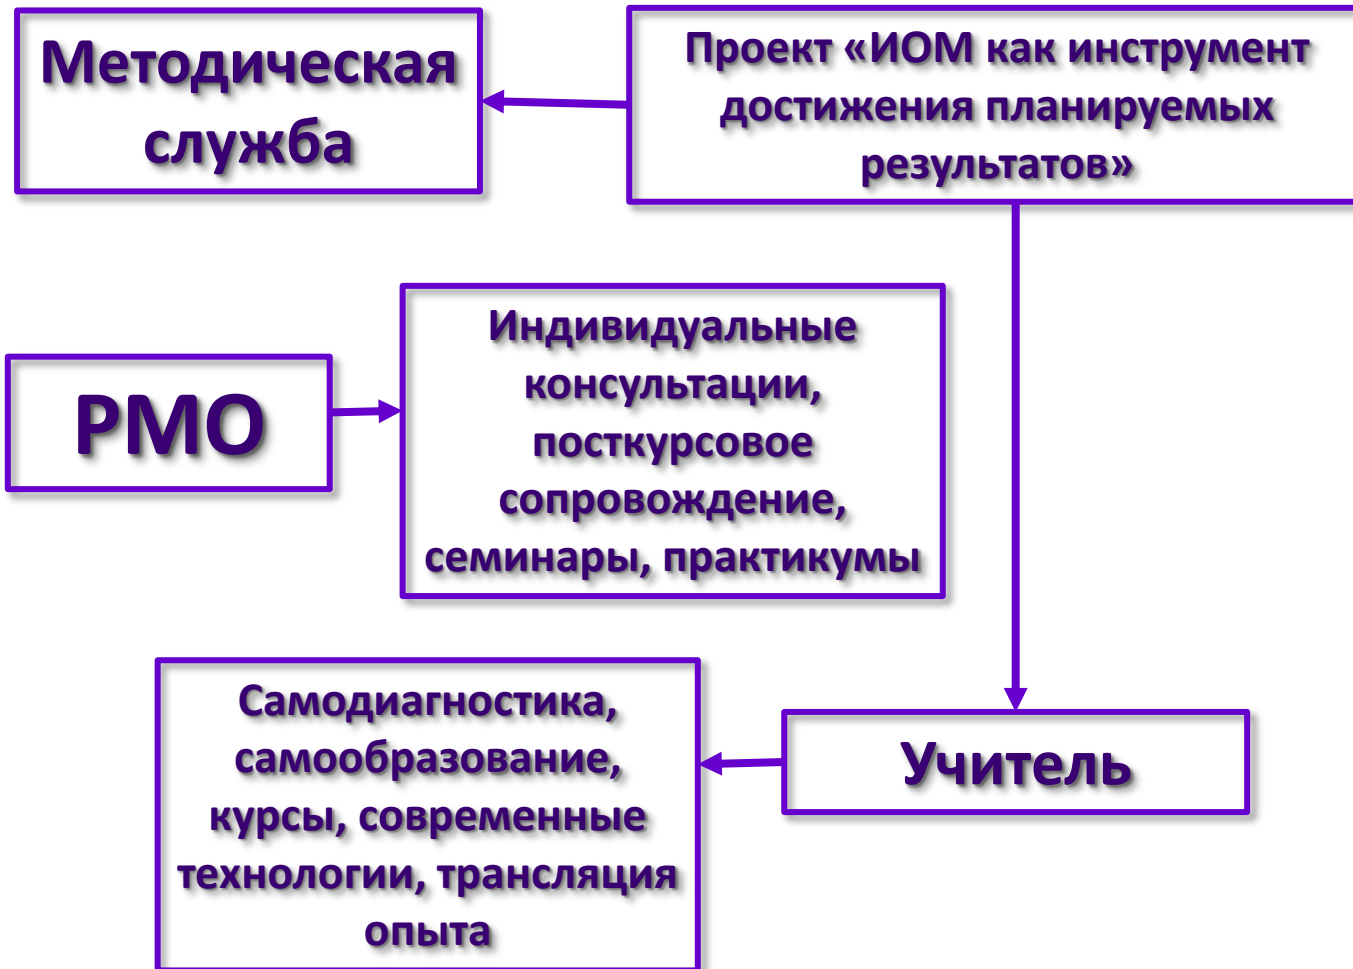 Методическая
служба
Проект «ИОМ как инструмент
достижения планируемых
результатов»
РМО
Индивидуальные
консультации,
посткурсовое
сопровождение,
семинары, практикумы
Самодиагностика,
самообразование,
курсы, современные
технологии, трансляция
опыта
Учитель